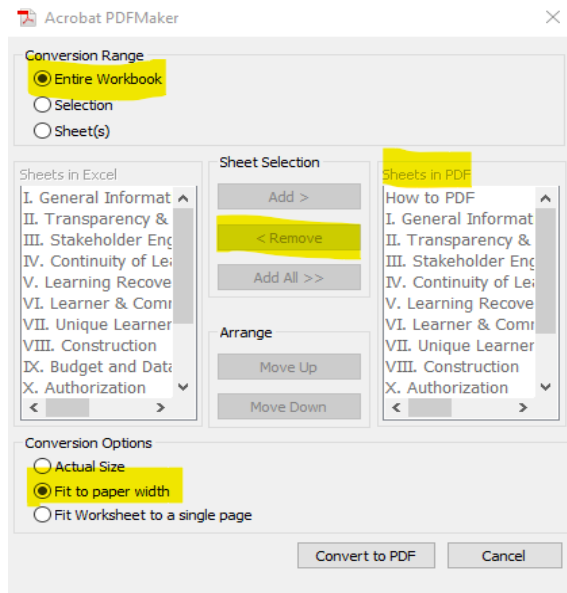 Acrobat PDFMaker
Conversion Range
Entire Workbook
Selection
Sheet(s)
Sheets in Excel
I. General Informat
II. Transparency &
III. Stakeholder Eng
IV. Continuity of Lea
V. Learning Recove
VI. Learner & Comm
VII. Unique Learner
VIII. Construction
IX. Budget and Data
X. Authorization
Sheet Selection
Add >
< Remove
Add All >>
Arrange
Move Up
Move Down
Sheets in PDF
How to PDF
I. General Informat
II. Transparency &
III. Stakeholder Eng
IV. Continuity of Lea
V. Learning Recove
VI. Learner & Comm
VII. Unique Learner
VIII. Construction
X. Authorization
Conversion Options
Actual Size
Fit to paper width
Fit Worksheet to a single page
Convert to PDF
Cancel